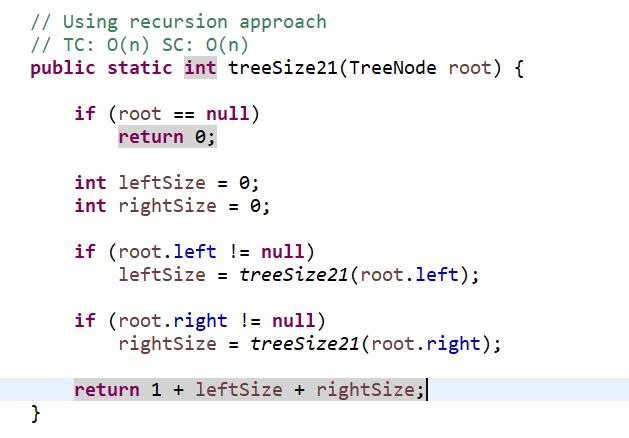 // Using recursion approach
// TC: O(n) SC: O(n)
public static int treeSize21(TreeNode root) {
if (root == null)
return 0;
int leftSize = 0;
int rightSize = 0;
if (root.left != null)
leftSize = treeSize21(root.left);
if (root.right != null)
rightSize = treeSize21(root.right);
return 1 + leftSize + rightSize;
}